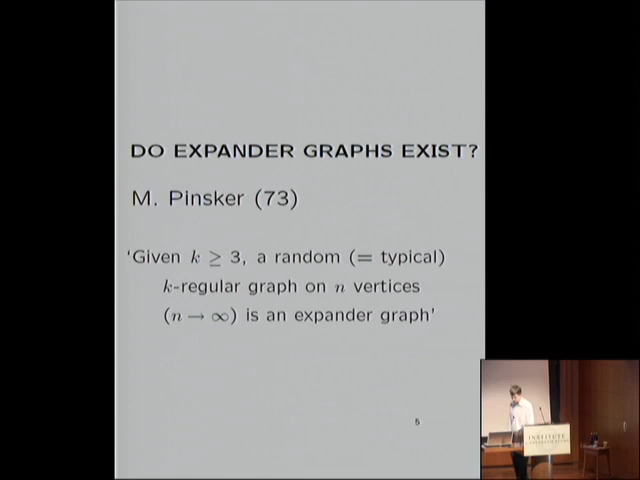 DO EXPANDER GRAPHS EXIST?
M. Pinsker (73)
‘Given k ≥ 3, a random (= typical)
k-regular graph on n vertices
(n → ∞) is an expander graph’
5
INSTITUTE